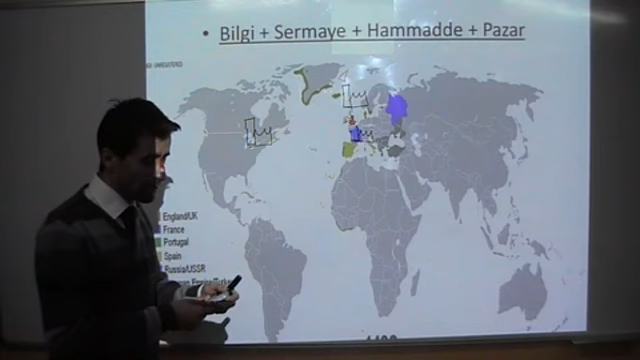 • Bilgi + Sermaye + Hammadde + Pazar
England/UK
France
Portugal
Spain
Russia/USSR